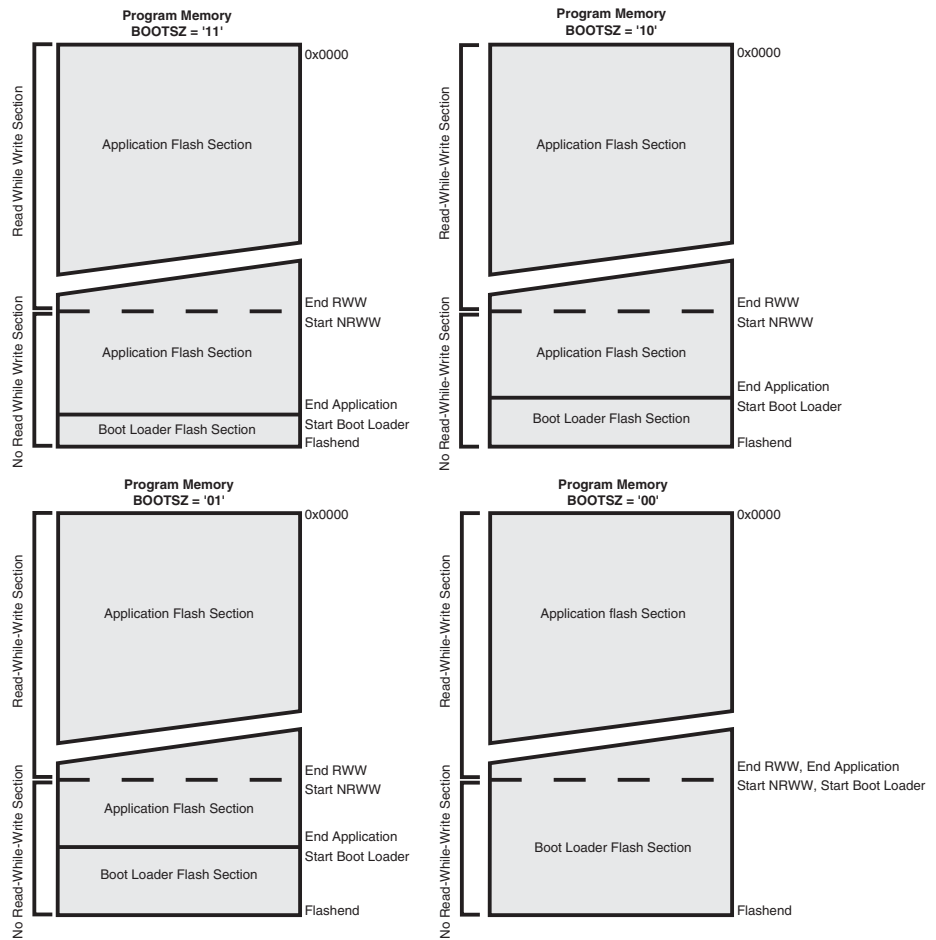 Program Memory
BOOTSZ = '11'
0x0000
Read While Write Section
Application Flash Section
End RWW
Start NRWW
No Read While Write Section
Application Flash Section
End Application
Start Boot Loader
Boot Loader Flash Section
Flashend
Program Memory
BOOTSZ = '10'
0x0000
Read-While-Write Section
Application Flash Section
End RWW
Start NRWW
No Read-While-Write Section
Application Flash Section
End Application
Start Boot Loader
Boot Loader Flash Section
Flashend
Program Memory
BOOTSZ = '01'
0x0000
Read-While-Write Section
Application Flash Section
End RWW
Start NRWW
No Read-While-Write Section
Application Flash Section
End Application
Start Boot Loader
Boot Loader Flash Section
Flashend
Program Memory
BOOTSZ = '00'
0x0000
Read-While-Write Section
Application flash Section
End RWW, End Application
Start NRWW, Start Boot Loader
No Read-While-Write Section
Boot Loader Flash Section
Flashend